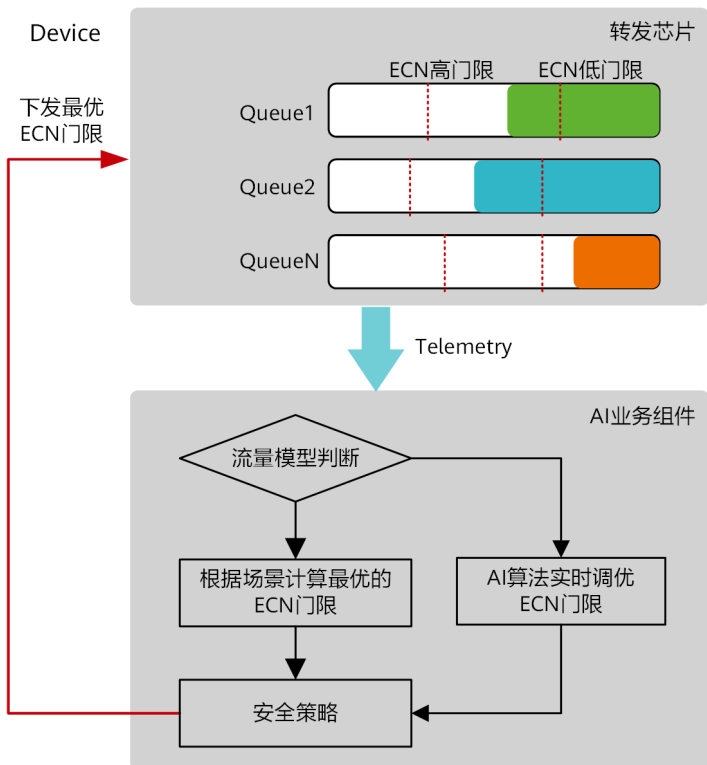 Device
转发芯片
ECN高门限
ECN低门限
下发最优
ECN门限
Queue1
Queue2
QueueN
Telemetry
AI业务组件
流量模型判断
根据场景计算最优的
ECN门限
AI算法实时调优
ECN门限
安全策略